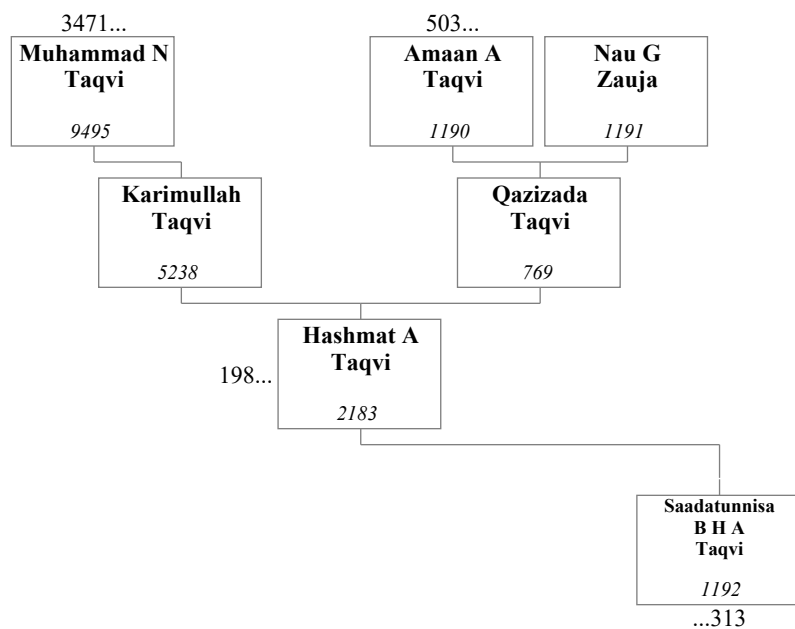 3471...
503...
Muhammad N
Taqvi
9495
Amaan A
Taqvi
1190
Nau G
Zauja
1191
Karimullah
Taqvi
5238
Qazizada
Taqvi
769
Hashmat A
Taqvi
2183
198...
Saadatunnisa
B H A
Taqvi
1192
...313